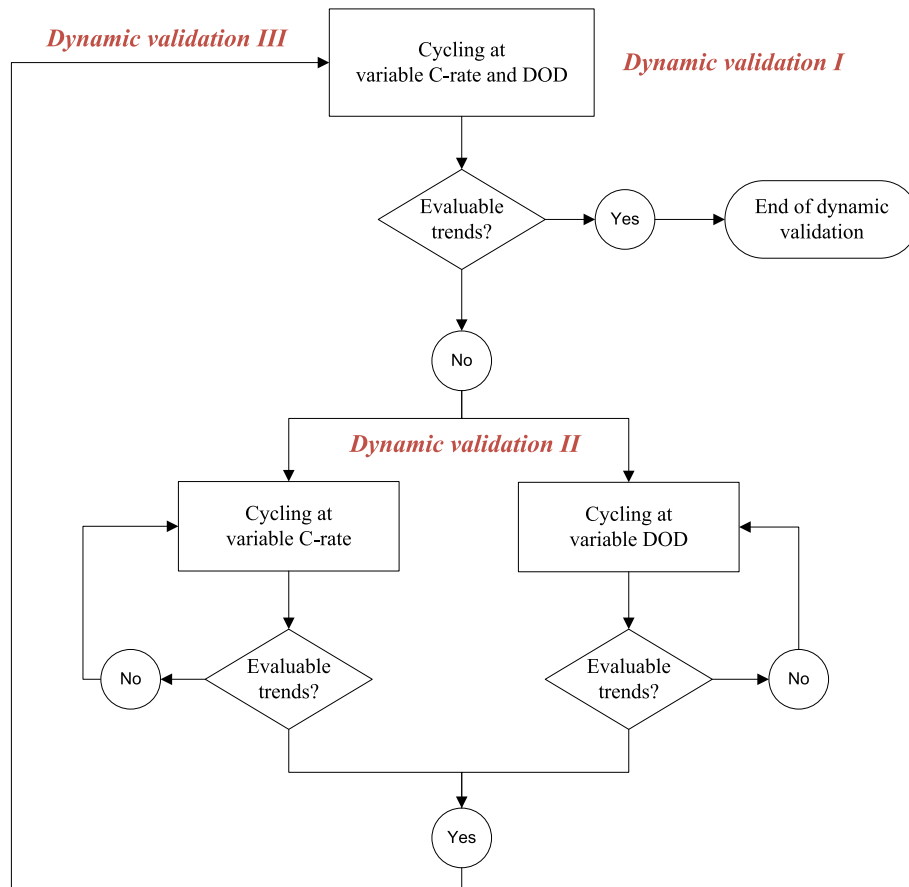 Dynamic validation III
Cycling at
variable C-rate and DOD
Dynamic validation I
Evaluable
trends?
Yes
End of dynamic
validation
No
Dynamic validation II
Cycling at
variable C-rate
Cycling at
variable DOD
No
Evaluable
trends?
Evaluable
trends?
No
Yes